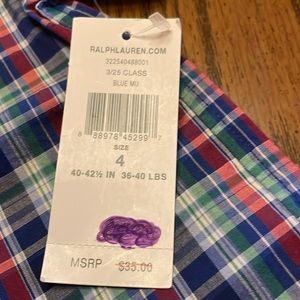 RALPHLAUREN.COM
322540488001
3/25 CLASS
BLUE MU
8 88978 45299 7
SIZE
4
40-42½ IN 36-40 LBS
MSRP $35.00